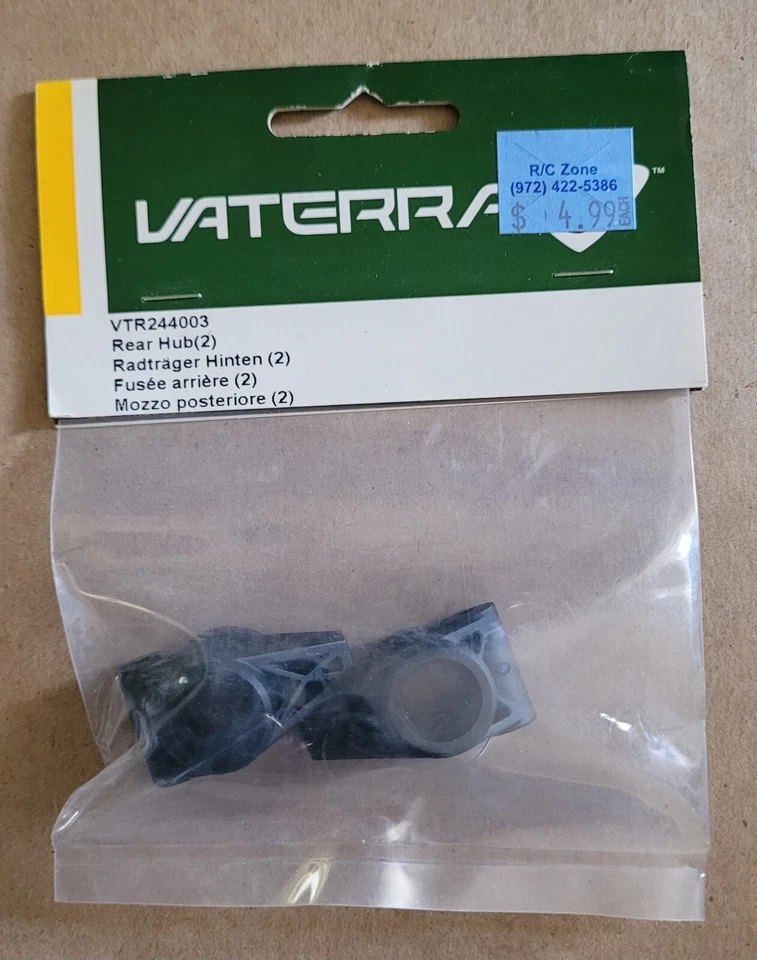 R/C Zone
(972) 422-5386
$ 4.99 EACH
VATERRA ™
VTR244003
Rear Hub(2)
Radträger Hinten (2)
Fusée arrière (2)
Mozzo posteriore (2)